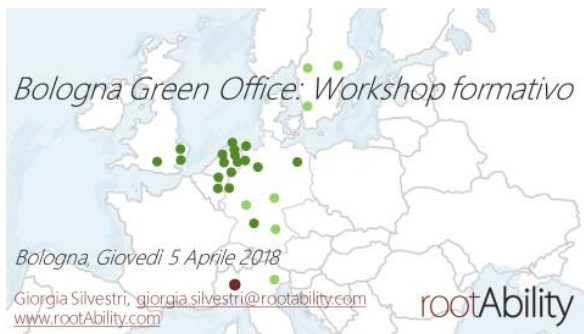 Bologna Green Office: Workshop formativo
Bologna, Giovedì 5 Aprile 2018
Giorgia Silvestri, giorgia.silvestri@rootability.com
www.rootAbility.com
rootAbility